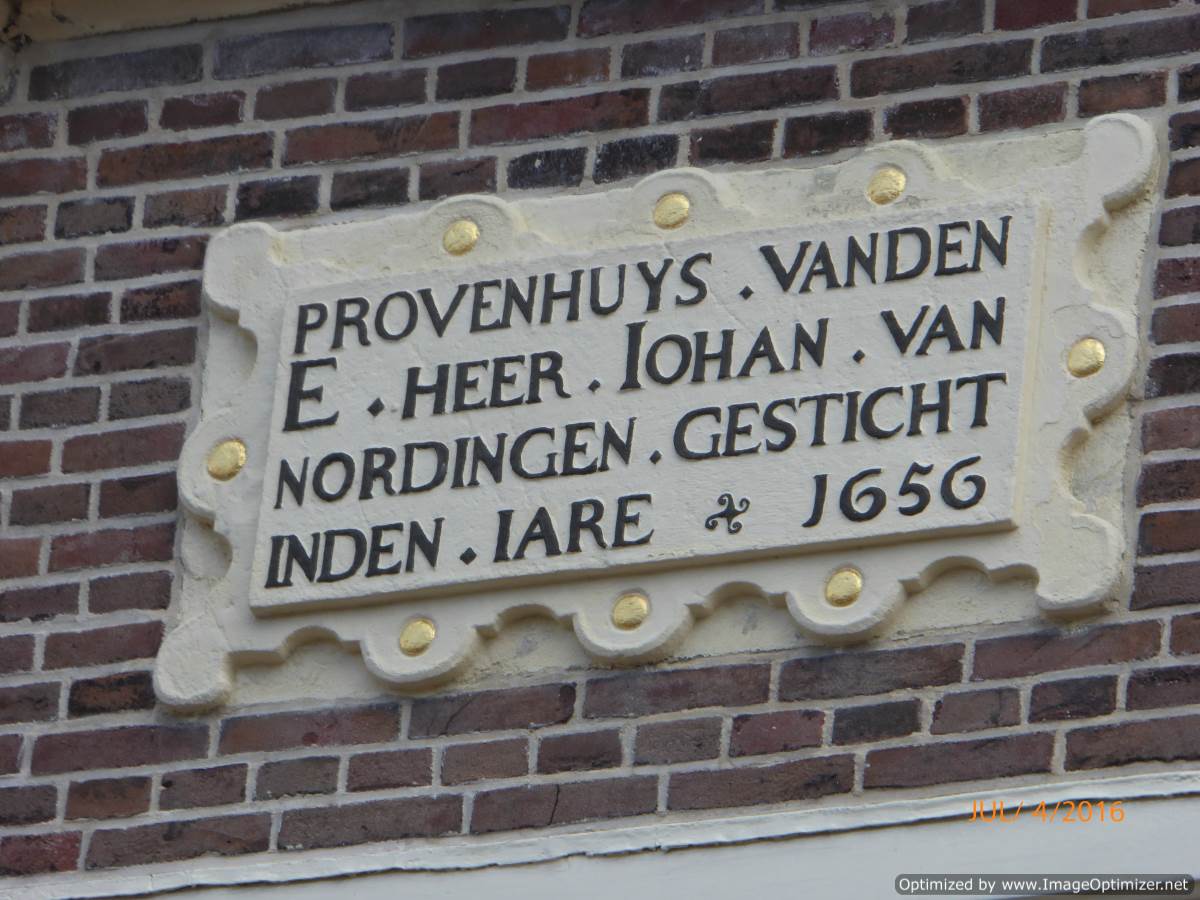 PROVENHUYS . VANDEN
E . HEER . IOHAN . VAN
NORDINGEN . GESTICHT
INDEN . IARE 1656
JUL/ 4/2016
Optimized by www.ImageOptimizer.net